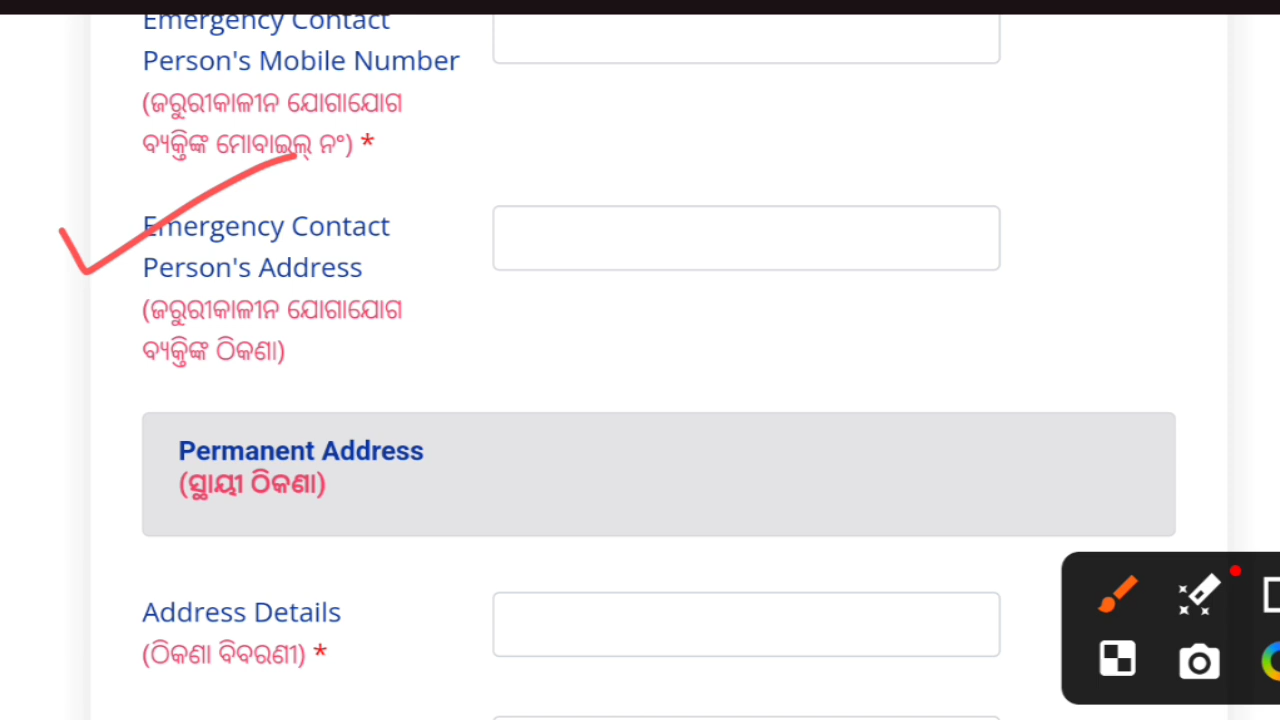 Emergency Contact
Person's Mobile Number
(ଜରୁରୀକାଳୀନ ଯୋଗାଯୋଗ
ବ୍ୟକ୍ତିଙ୍କ ମୋବାଇଲ୍ ନଂ) *
Emergency Contact
Person's Address
(ଜରୁରୀକାଳୀନ ଯୋଗାଯୋଗ
ବ୍ୟକ୍ତିଙ୍କ ଠିକଣା)
Permanent Address
(ସ୍ଥାୟୀ ଠିକଣା)
Address Details
(ଠିକଣା ବିବରଣୀ) *